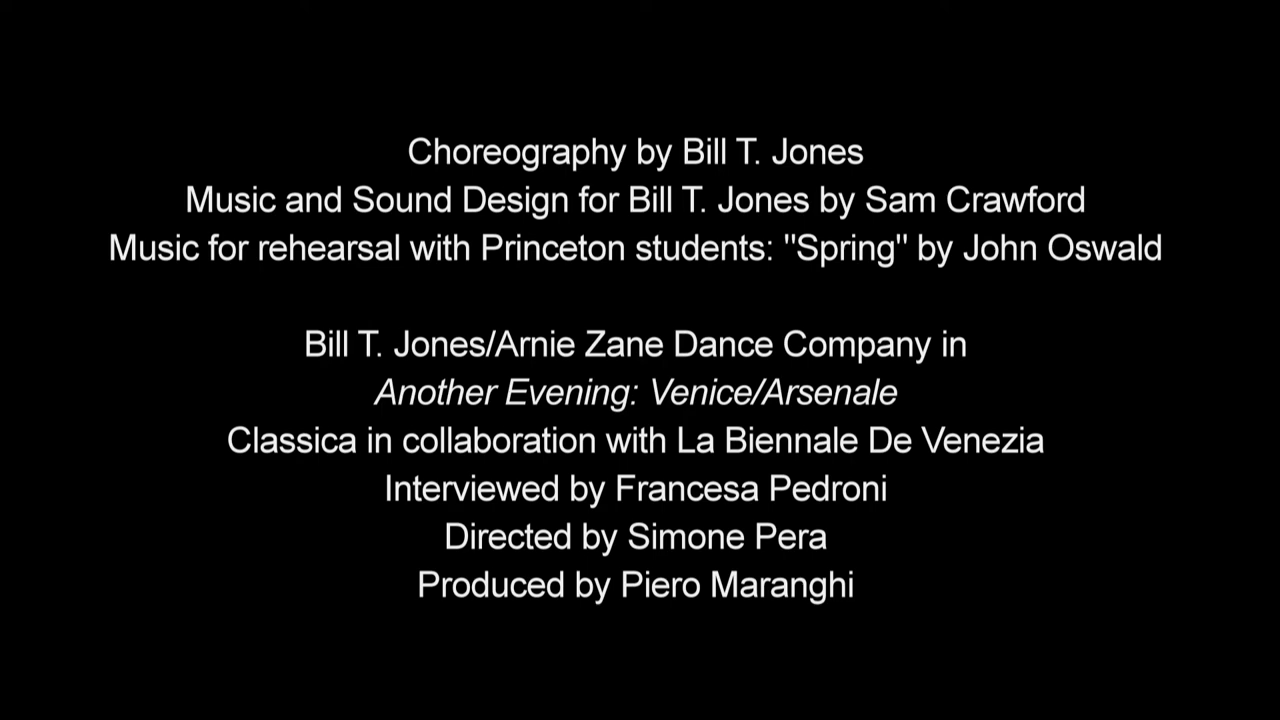 Choreography by Bill T. Jones
Music and Sound Design for Bill T. Jones by Sam Crawford
Music for rehearsal with Princeton students: "Spring" by John Oswald
Bill T. Jones/Arnie Zane Dance Company in
Another Evening: Venice/Arsenale
Classica in collaboration with La Biennale De Venezia
Interviewed by Francesa Pedroni
Directed by Simone Pera
Produced by Piero Maranghi